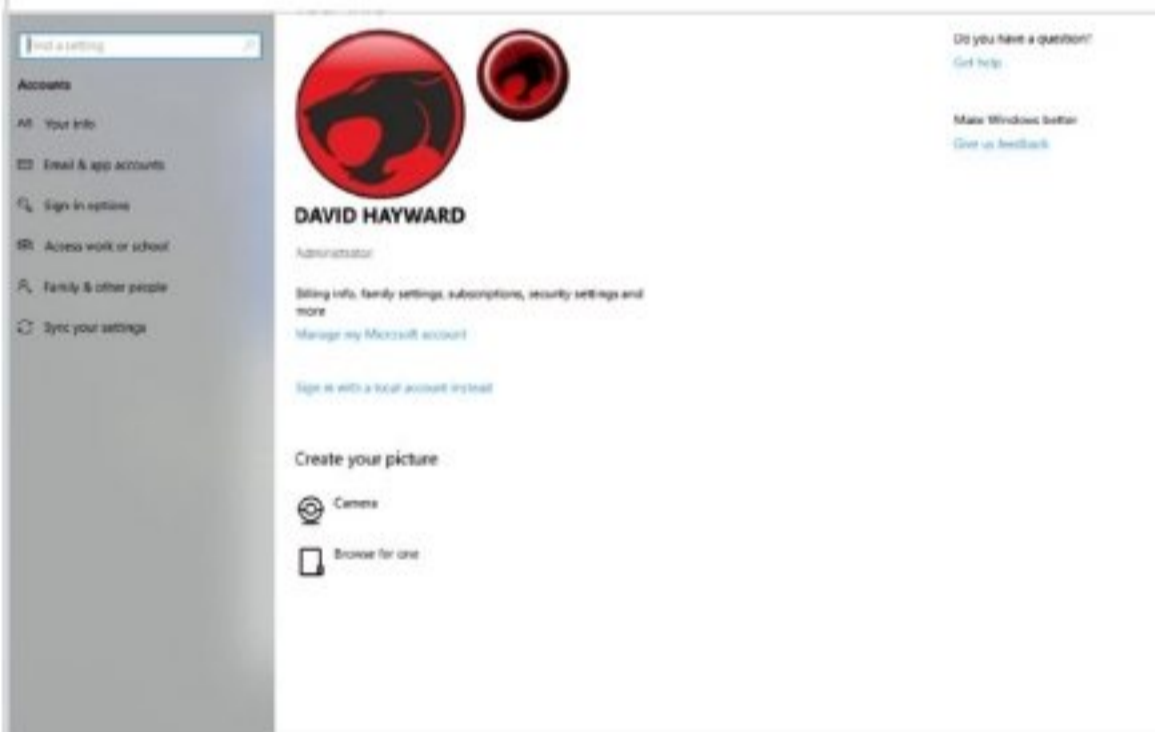 Find a setting
Accounts
Your info
Email & app accounts
Sign-in options
Access work or school
Family & other people
Sync your settings
DAVID HAYWARD
Administrator
Billing info, family settings, subscriptions, security settings and
more
Manage my Microsoft account
Sign in with a local account instead
Create your picture
Camera
Browse for one
Do you have a question?
Get help
Make Windows better
Give us feedback